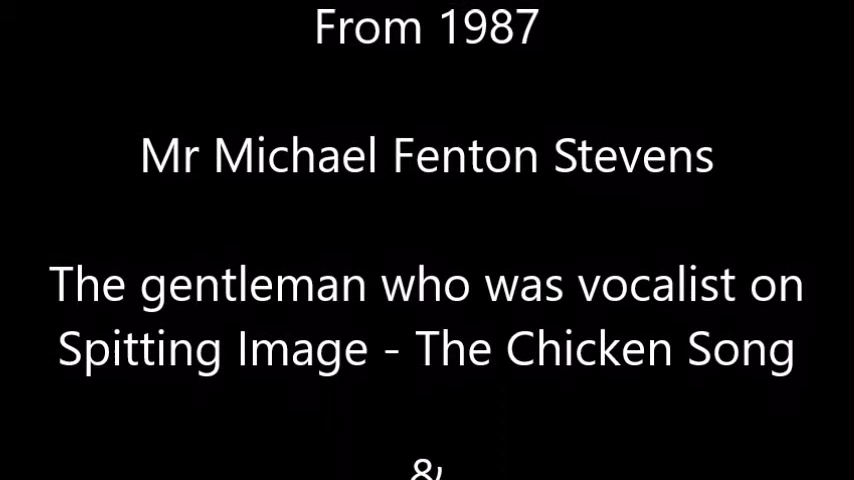 From 1987
Mr Michael Fenton Stevens
The gentleman who was vocalist on
Spitting Image - The Chicken Song
&